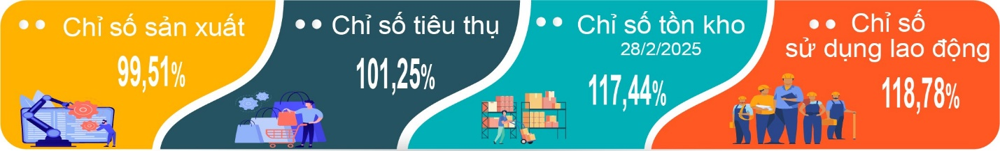 Chỉ số sản xuất
99,51%
Chỉ số tiêu thụ
101,25%
Chỉ số tồn kho
28/2/2025
117,44%
Chỉ số
sử dụng lao động
118,78%